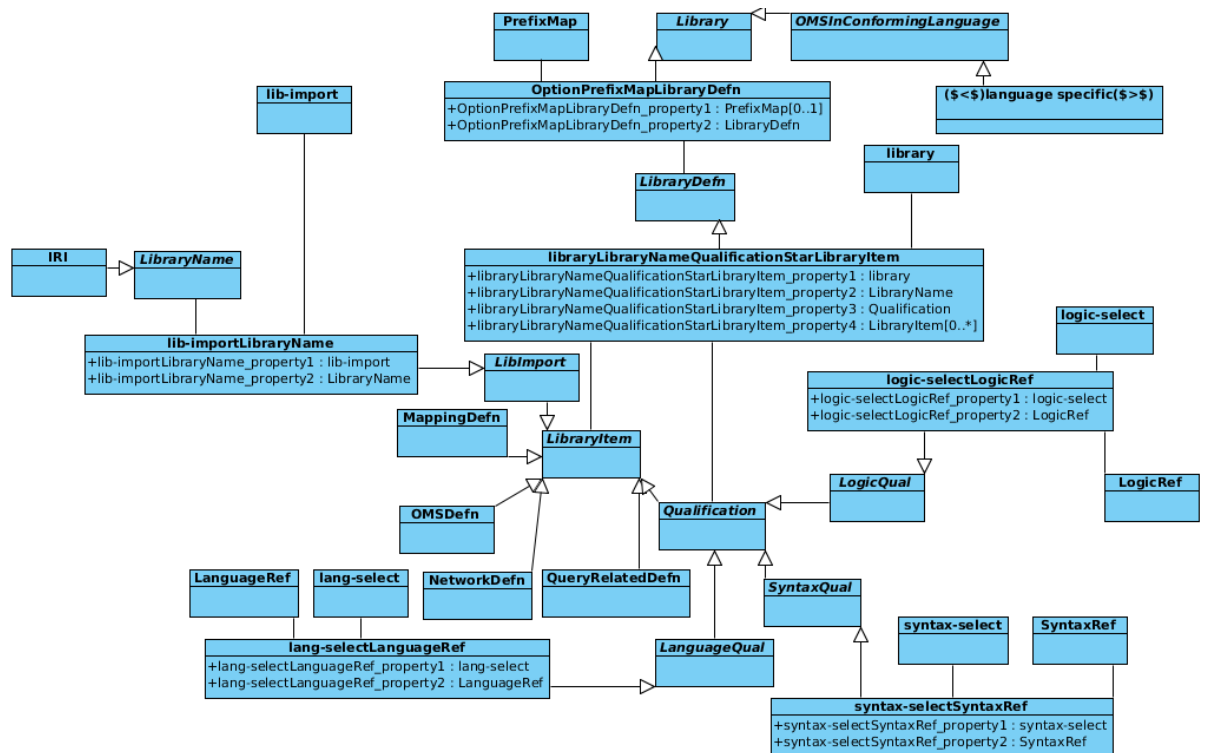 PrefixMap
Library
OMSInConformingLanguage
OptionPrefixMapLibraryDefn
+OptionPrefixMapLibraryDefn_property1 : PrefixMap[0..1]
+OptionPrefixMapLibraryDefn_property2 : LibraryDefn
($<$)language specific($>$)
lib-import
library
LibraryDefn
IRI
LibraryName
libraryLibraryNameQualificationStarLibraryItem
+libraryLibraryNameQualificationStarLibraryItem_property1 : library
+libraryLibraryNameQualificationStarLibraryItem_property2 : LibraryName
+libraryLibraryNameQualificationStarLibraryItem_property3 : Qualification
+libraryLibraryNameQualificationStarLibraryItem_property4 : LibraryItem[0..*]
logic-select
lib-importLibraryName
+lib-importLibraryName_property1 : lib-import
+lib-importLibraryName_property2 : LibraryName
LibImport
logic-selectLogicRef
+logic-selectLogicRef_property1 : logic-select
+logic-selectLogicRef_property2 : LogicRef
MappingDefn
LibraryItem
LogicQual
LogicRef
OMSDefn
Qualification
LanguageRef
lang-select
NetworkDefn
QueryRelatedDefn
SyntaxQual
syntax-select
SyntaxRef
lang-selectLanguageRef
+lang-selectLanguageRef_property1 : lang-select
+lang-selectLanguageRef_property2 : LanguageRef
LanguageQual
syntax-selectSyntaxRef
+syntax-selectSyntaxRef_property1 : syntax-select
+syntax-selectSyntaxRef_property2 : SyntaxRef